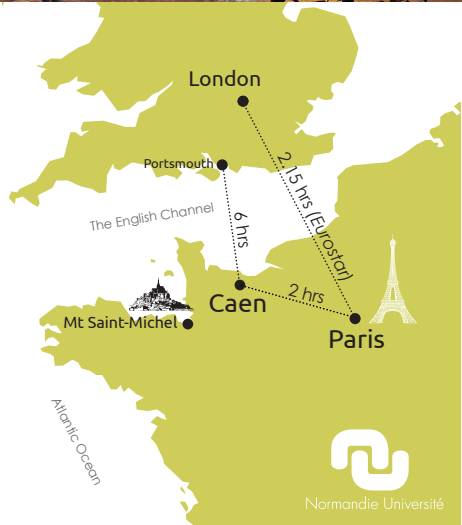 London
Portsmouth
2.15 hrs (Eurostar)
The English Channel
6 hrs
Caen
2 hrs
Mt Saint-Michel
Paris
Atlantic Ocean
Normandie Université